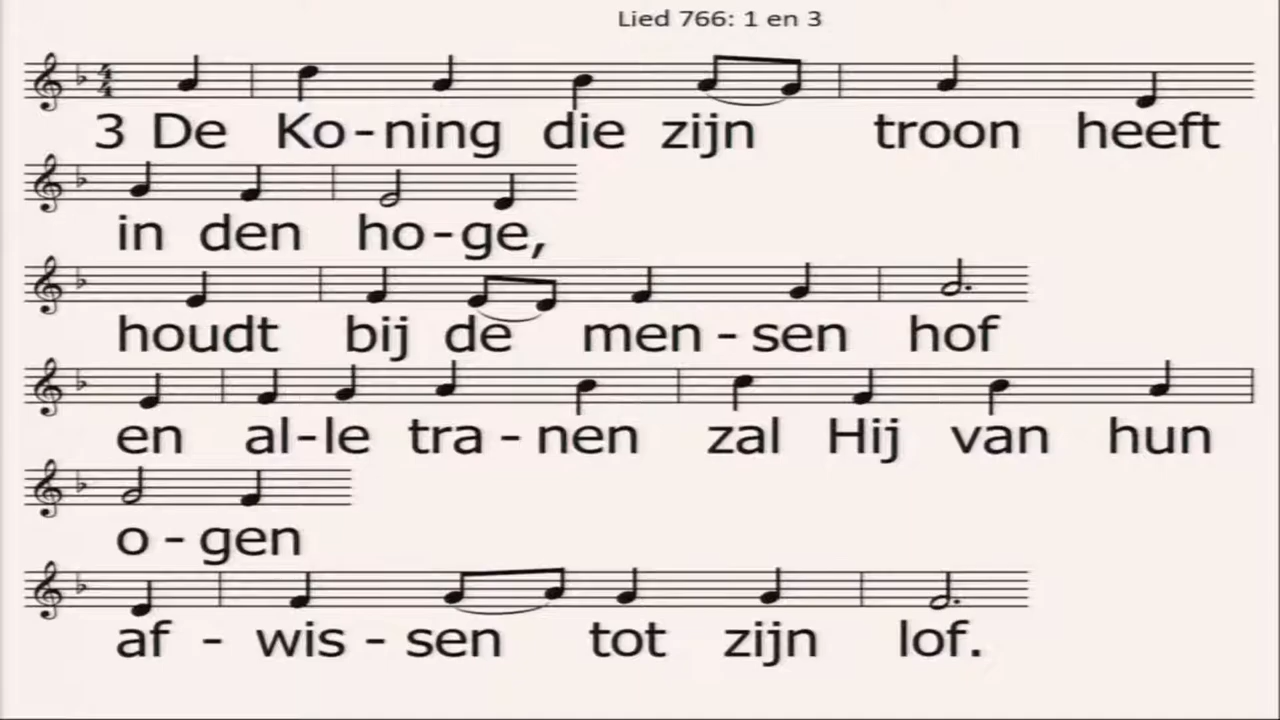 Lied 766: 1 en 3
3 De Ko-ning die zijn troon heeft
in den ho-ge,
houdt bij de men-sen hof
en al-le tra-nen zal Hij van hun
o-gen
af-wis-sen tot zijn lof.